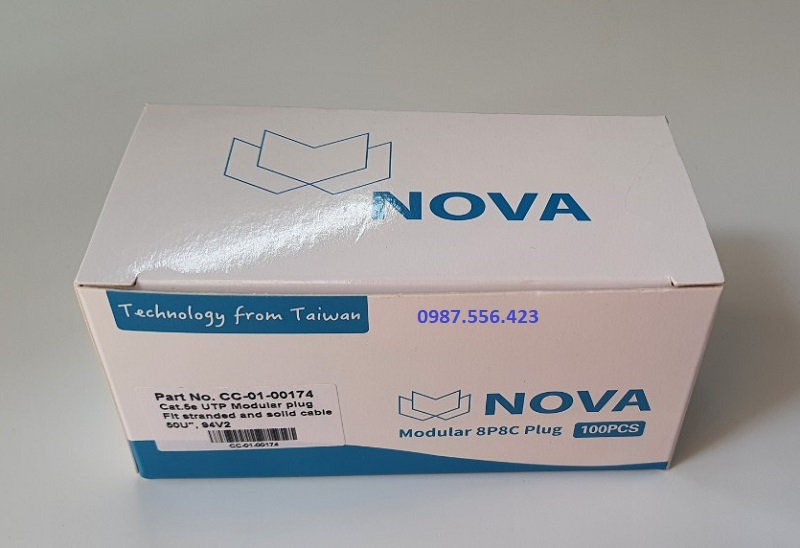 NOVA
Technology from Taiwan
0987.556.423
Part No. CC-01-00174
Cat.5e UTP Modular plug
Fit stranded and solid cable
50U", 94V2
CC-01-00174
NOVA
Modular 8P8C Plug 100PCS